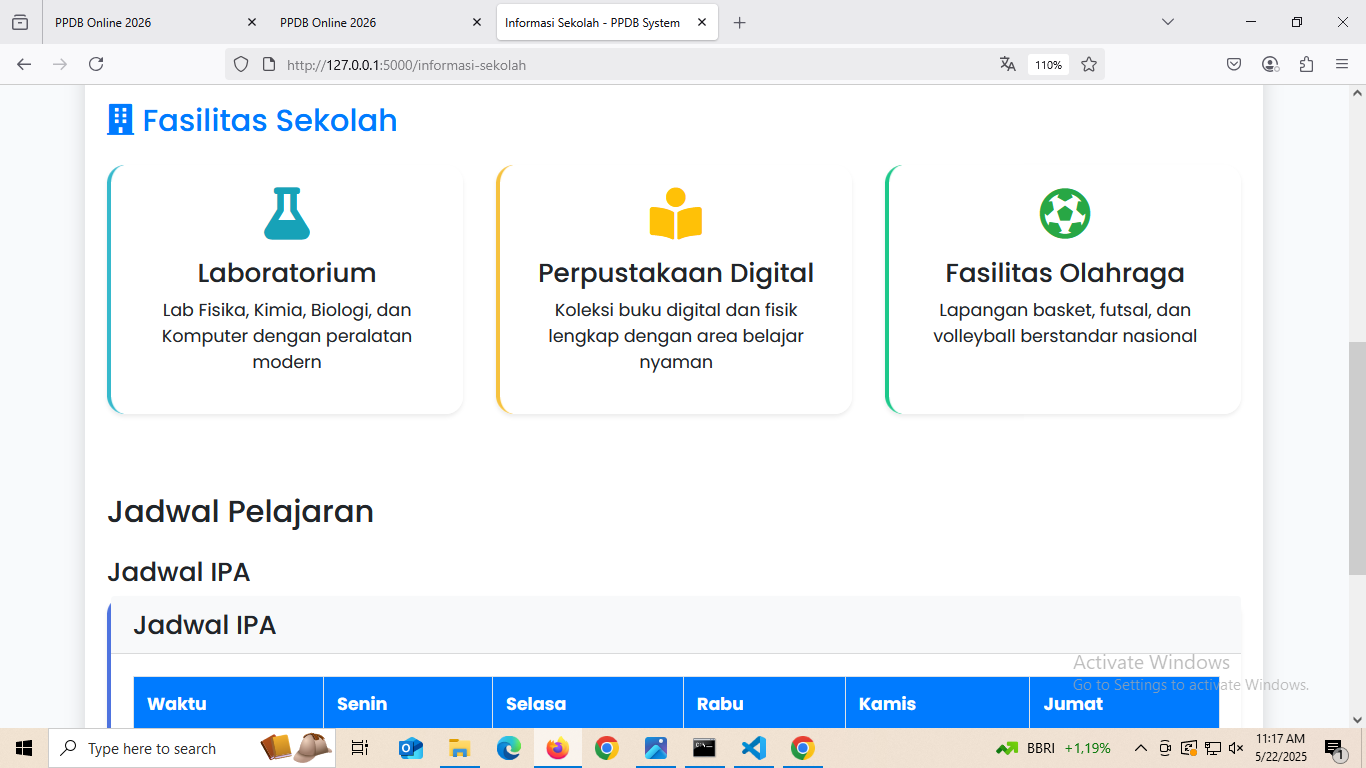 PPDB Online 2026
PPDB Online 2026
Informasi Sekolah - PPDB System
http://127.0.0.1:5000/informasi-sekolah
110%
Fasilitas Sekolah
Laboratorium
Lab Fisika, Kimia, Biologi, dan
Komputer dengan peralatan
modern
Perpustakaan Digital
Koleksi buku digital dan fisik
lengkap dengan area belajar
nyaman
Fasilitas Olahraga
Lapangan basket, futsal, dan
volleyball berstandar nasional
Jadwal Pelajaran
Jadwal IPA
Jadwal IPA
Waktu Senin Selasa Rabu Kamis Jumat
Activate Windows
Go to Settings to activate Windows.
Type here to search
BBRI +1,19%
11:17 AM
5/22/2025
1